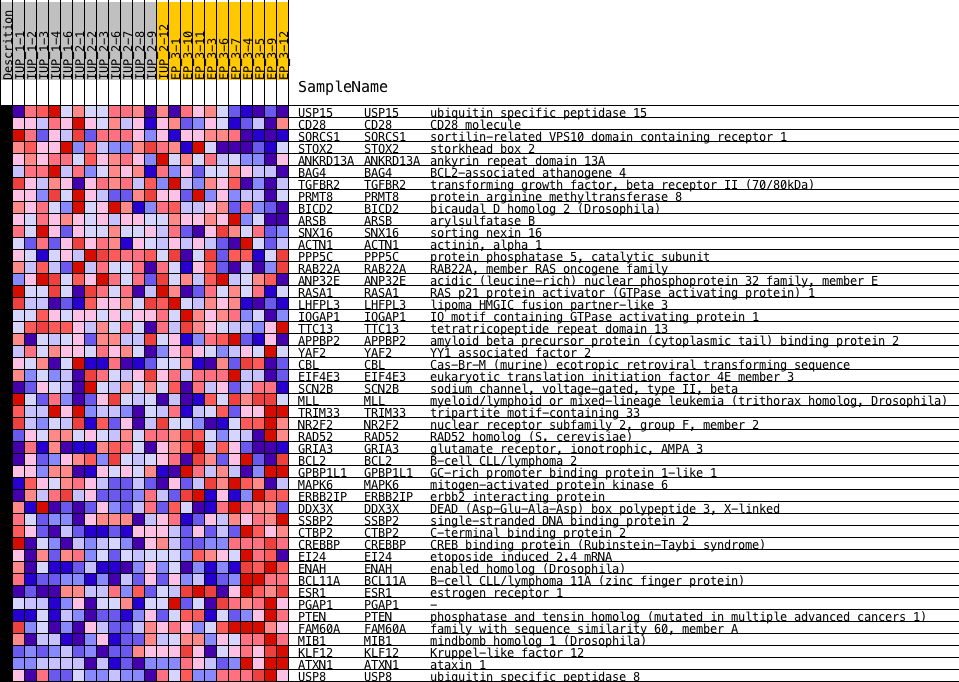 Descrition
IUP_1-1
IUP_1-2
IUP_1-3
IUP_1-4
IUP_1-6
IUP_2-1
IUP_2-2
IUP_2-3
IUP_2-6
IUP_2-7
IUP_2-8
IUP_2-9
IUP_2-12
EP_3-1
EP_3-10
EP_3-11
EP_3-3
EP_3-6
EP_3-7
EP_3-4
EP_3-5
EP_3-9
EP_3-12
SampleName
USP15 USP15 ubiquitin specific peptidase 15
CD28 CD28 CD28 molecule
SORCS1 SORCS1 sortilin-related VPS10 domain containing receptor 1
STOX2 STOX2 storkhead box 2
ANKRD13A ANKRD13A ankyrin repeat domain 13A
BAG4 BAG4 BCL2-associated athanogene 4
TGFBR2 TGFBR2 transforming growth factor, beta receptor II (70/80kDa)
PRMT8 PRMT8 protein arginine methyltransferase 8
BICD2 BICD2 bicaudal D homolog 2 (Drosophila)
ARSB ARSB arylsulfatase B
SNX16 SNX16 sorting nexin 16
ACTN1 ACTN1 actinin, alpha 1
PPP5C PPP5C protein phosphatase 5, catalytic subunit
RAB22A RAB22A RAB22A, member RAS oncogene family
ANP32E ANP32E acidic (leucine-rich) nuclear phosphoprotein 32 family, member E
RASA1 RASA1 RAS p21 protein activator (GTPase activating protein) 1
LHFPL3 LHFPL3 lipoma HMGIC fusion partner-like 3
IQGAP1 IQGAP1 IQ motif containing GTPase activating protein 1
TTC13 TTC13 tetratricopeptide repeat domain 13
APPBP2 APPBP2 amyloid beta precursor protein (cytoplasmic tail) binding protein 2
YAF2 YAF2 YY1 associated factor 2
CBL CBL Cas-Br-M (murine) ecotropic retroviral transforming sequence
EIF4E3 EIF4E3 eukaryotic translation initiation factor 4E member 3
SCN2B SCN2B sodium channel, voltage-gated, type II, beta
MLL MLL myeloid/lymphoid or mixed-lineage leukemia (trithorax homolog, Drosophila)
TRIM33 TRIM33 tripartite motif-containing 33
NR2F2 NR2F2 nuclear receptor subfamily 2, group F, member 2
RAD52 RAD52 RAD52 homolog (S. cerevisiae)
GRIA3 GRIA3 glutamate receptor, ionotrophic, AMPA 3
BCL2 BCL2 B-cell CLL/lymphoma 2
GPBP1L1 GPBP1L1 GC-rich promoter binding protein 1-like 1
MAPK6 MAPK6 mitogen-activated protein kinase 6
ERBB2IP ERBB2IP erbb2 interacting protein
DDX3X DDX3X DEAD (Asp-Glu-Ala-Asp) box polypeptide 3, X-linked
SSBP2 SSBP2 single-stranded DNA binding protein 2
CTBP2 CTBP2 C-terminal binding protein 2
CREBBP CREBBP CREB binding protein (Rubinstein-Taybi syndrome)
EI24 EI24 etoposide induced 2.4 mRNA
ENAH ENAH enabled homolog (Drosophila)
BCL11A BCL11A B-cell CLL/lymphoma 11A (zinc finger protein)
ESR1 ESR1 estrogen receptor 1
PGAP1 PGAP1 -
PTEN PTEN phosphatase and tensin homolog (mutated in multiple advanced cancers 1)
FAM60A FAM60A family with sequence similarity 60, member A
MIB1 MIB1 mindbomb homolog 1 (Drosophila)
KLF12 KLF12 Kruppel-like factor 12
ATXN1 ATXN1 ataxin 1
USP8 USP8 ubiquitin specific peptidase 8